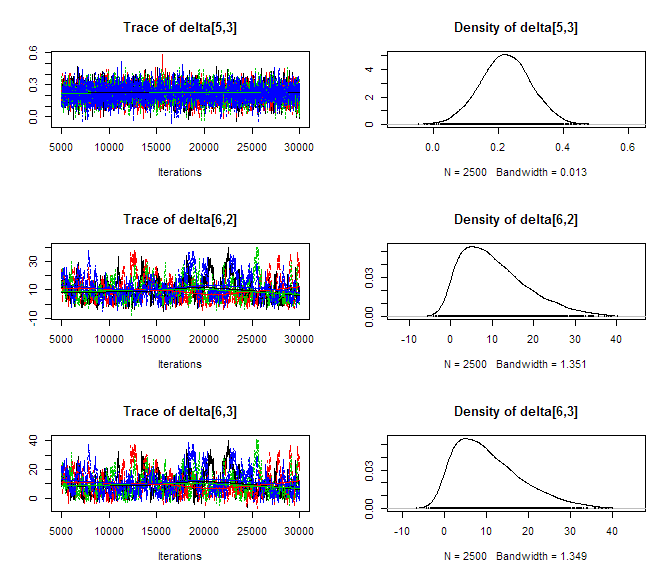 Trace of delta[5,3]
0.0 0.3 0.6
5000 10000 15000 20000 25000 30000
Iterations
Density of delta[5,3]
0 2 4
0.0 0.2 0.4 0.6
N = 2500 Bandwidth = 0.013
Trace of delta[6,2]
-10 10 30
5000 10000 15000 20000 25000 30000
Iterations
Density of delta[6,2]
0.00 0.03
-10 0 10 20 30 40
N = 2500 Bandwidth = 1.351
Trace of delta[6,3]
0 20 40
5000 10000 15000 20000 25000 30000
Iterations
Density of delta[6,3]
0.00 0.03
-10 0 10 20 30 40
N = 2500 Bandwidth = 1.349